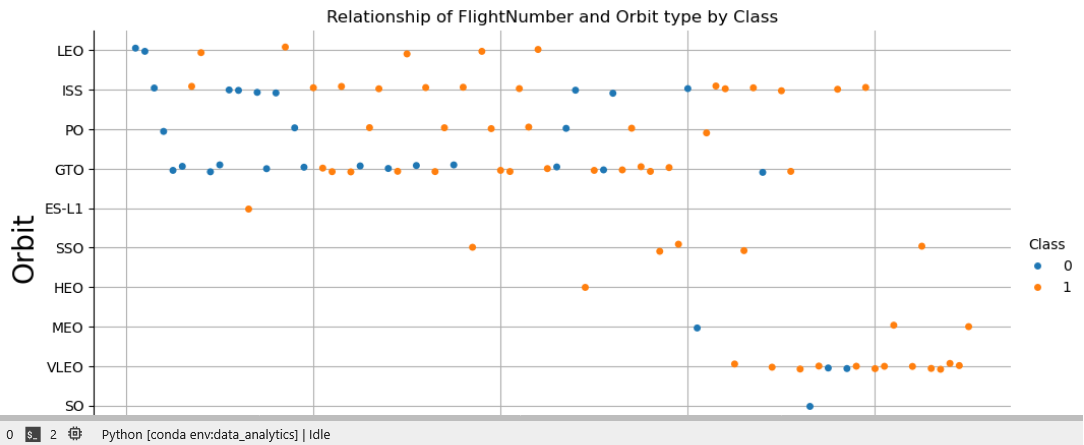 Relationship of FlightNumber and Orbit type by Class
LEO
ISS
PO
GTO
ES-L1
SSO
HEO
MEO
VLEO
SO
Orbit
Class
0
1
0 $_ 2 Python [conda env:data_analytics] | Idle